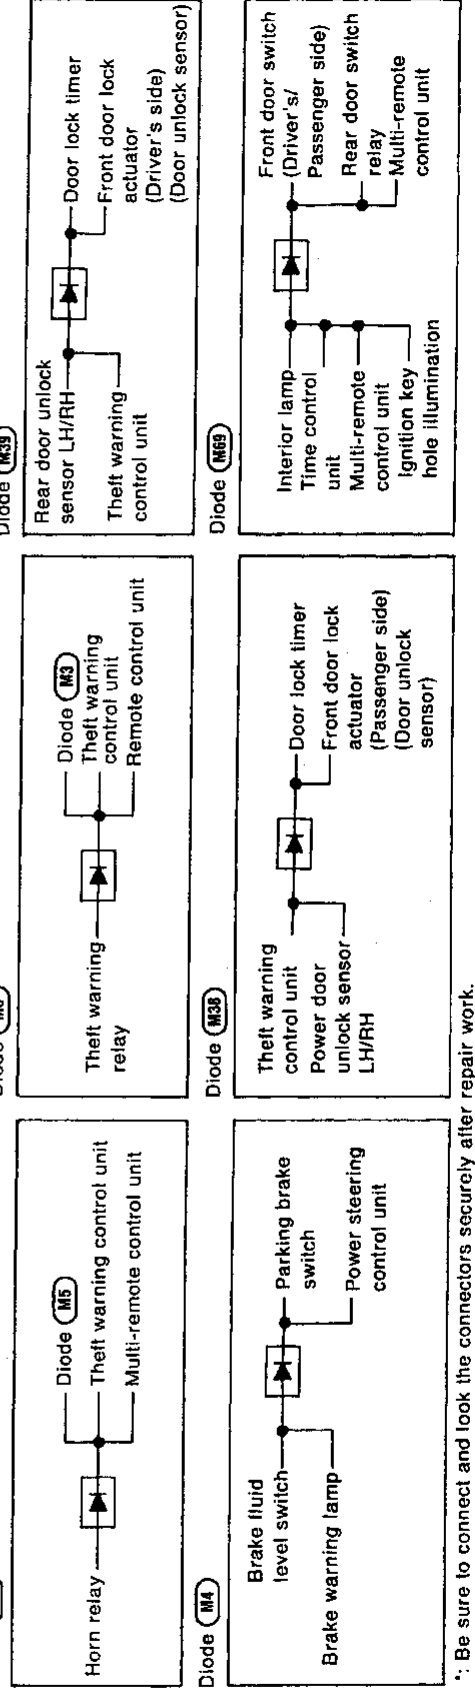 Horn relay
Diode M5
Theft warning control unit
Multi-remote control unit
Diode M4
Brake fluid
level switch
Brake warning lamp
Parking brake
switch
Power steering
control unit
Theft warning
relay
Diode M3
Theft warning
control unit
Remote control unit
Diode M38
Theft warning
control unit
Power door
unlock sensor
LH/RH
Door lock timer
Front door lock
actuator
(Passenger side)
(Door unlock
sensor)
Diode M39
Rear door unlock
sensor LH/RH
Theft warning
control unit
Door lock timer
Front door lock
actuator
(Driver's side)
(Door unlock sensor)
Diode M69
Interior lamp
Time control
unit
Multi-remote
control unit
Ignition key
hole illumination
Front door switch
(Driver's/
Passenger side)
Rear door switch
relay
Multi-remote
control unit
*: Be sure to connect and look the connectors securely after repair work.